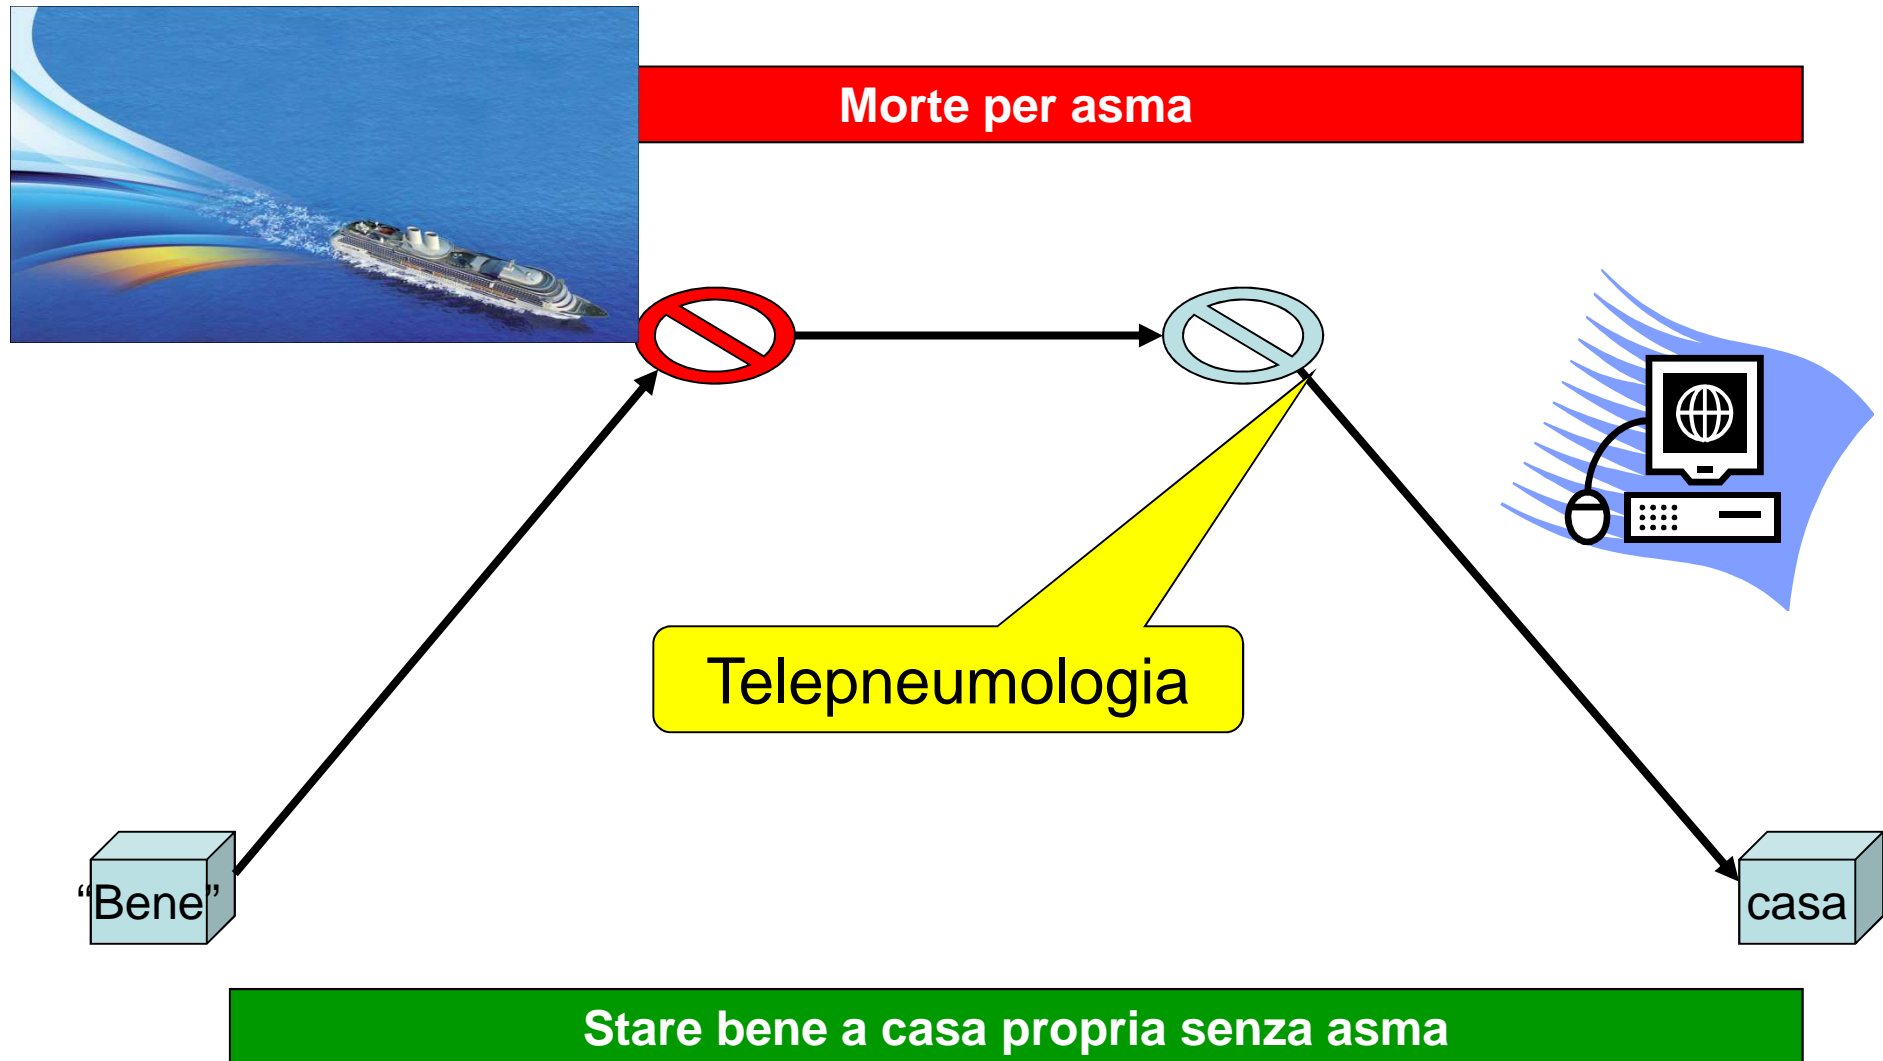 Morte per asma
Telepneumologia
“Bene”
casa
Stare bene a casa propria senza asma